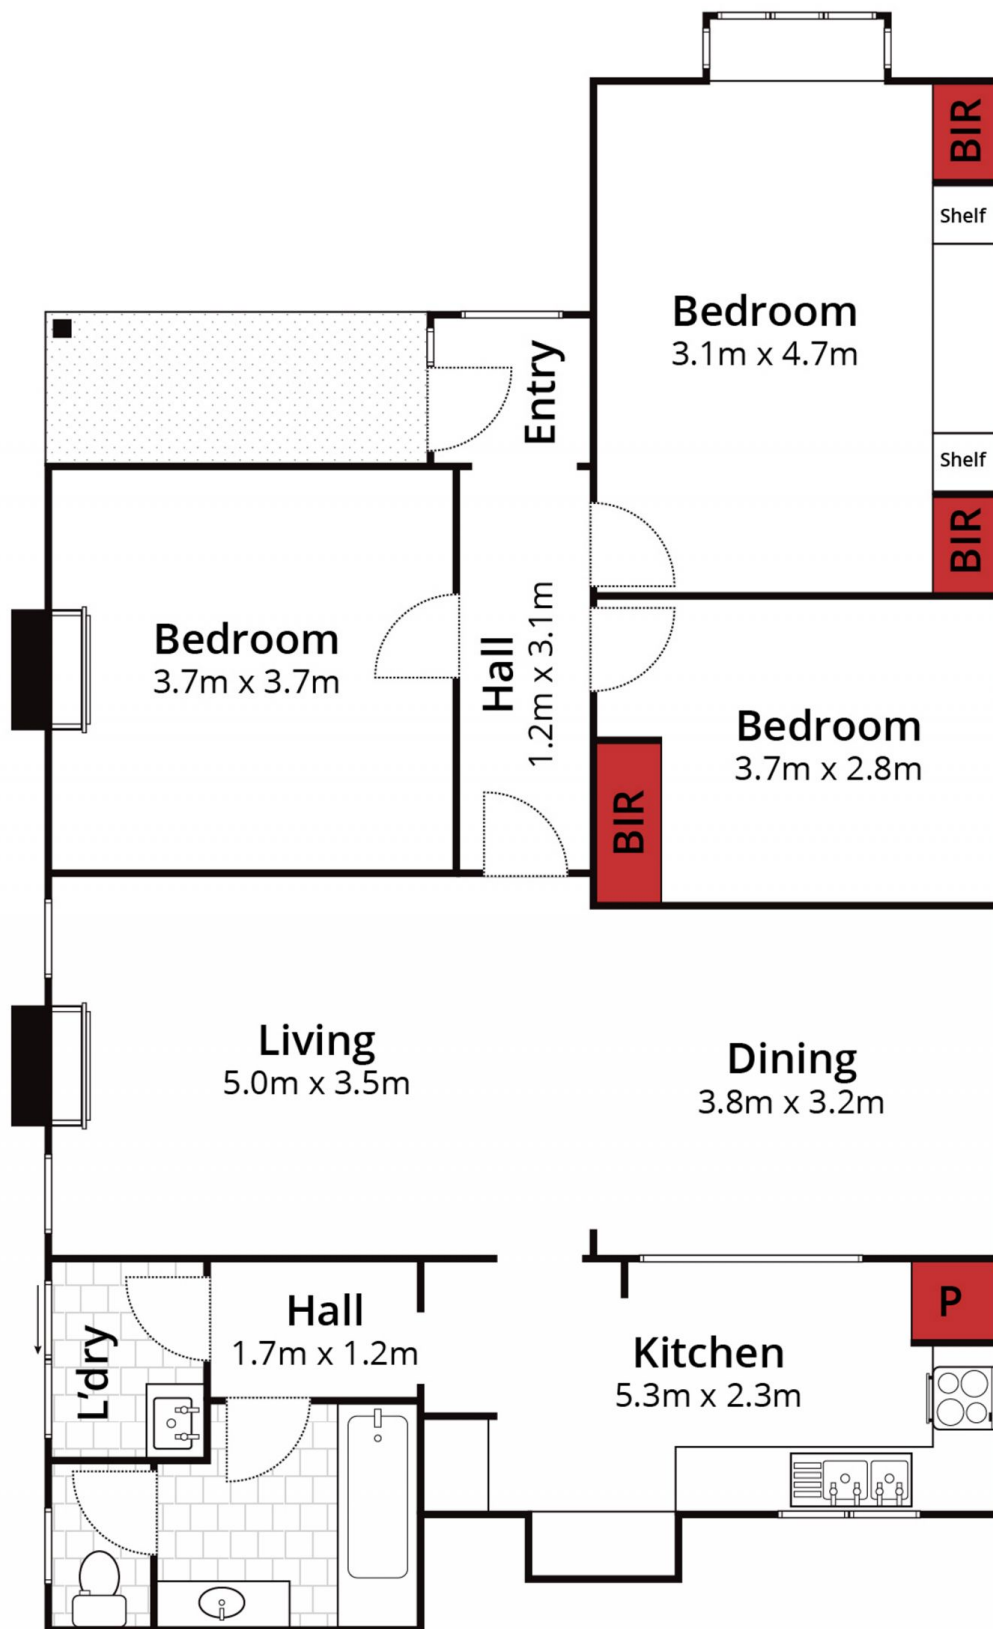 BIR
Shelf
Bedroom
3.1m x 4.7m
Entry
Shelf
BIR
Bedroom
3.7m x 3.7m
Hall
1.2m x 3.1m
Bedroom
3.7m x 2.8m
BIR
Living
5.0m x 3.5m
Dining
3.8m x 3.2m
L'dry
Hall
1.7m x 1.2m
Kitchen
5.3m x 2.3m
P